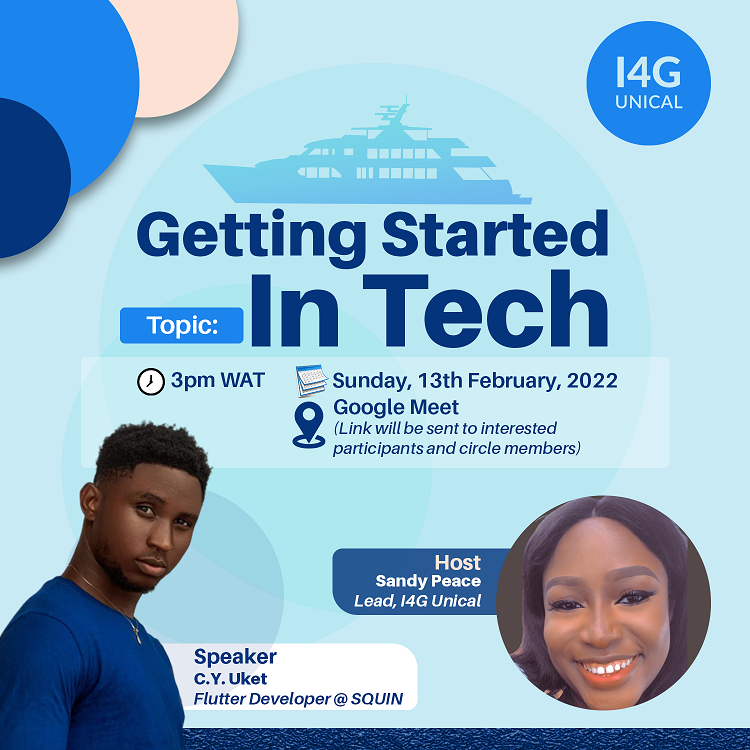 I4G
UNICAL
Getting Started
Topic:
In Tech
3pm WAT
Sunday, 13th February, 2022
Google Meet
(Link will be sent to interested
participants and circle members)
Host
Sandy Peace
Lead, I4G Unical
Speaker
C.Y. Uket
Flutter Developer @ SQUIN